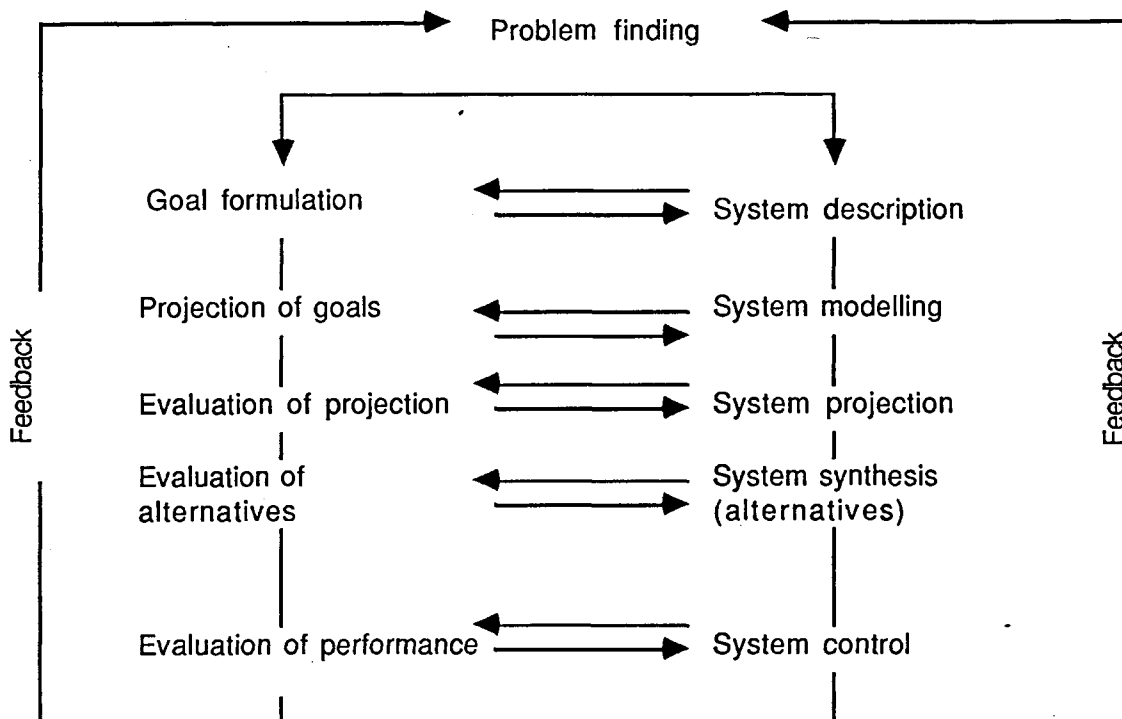 Problem finding
Goal formulation
System description
Projection of goals
System modelling
Feedback
Feedback
Evaluation of projection
System projection
Evaluation of
alternatives
System synthesis
(alternatives)
Evaluation of performance
System control